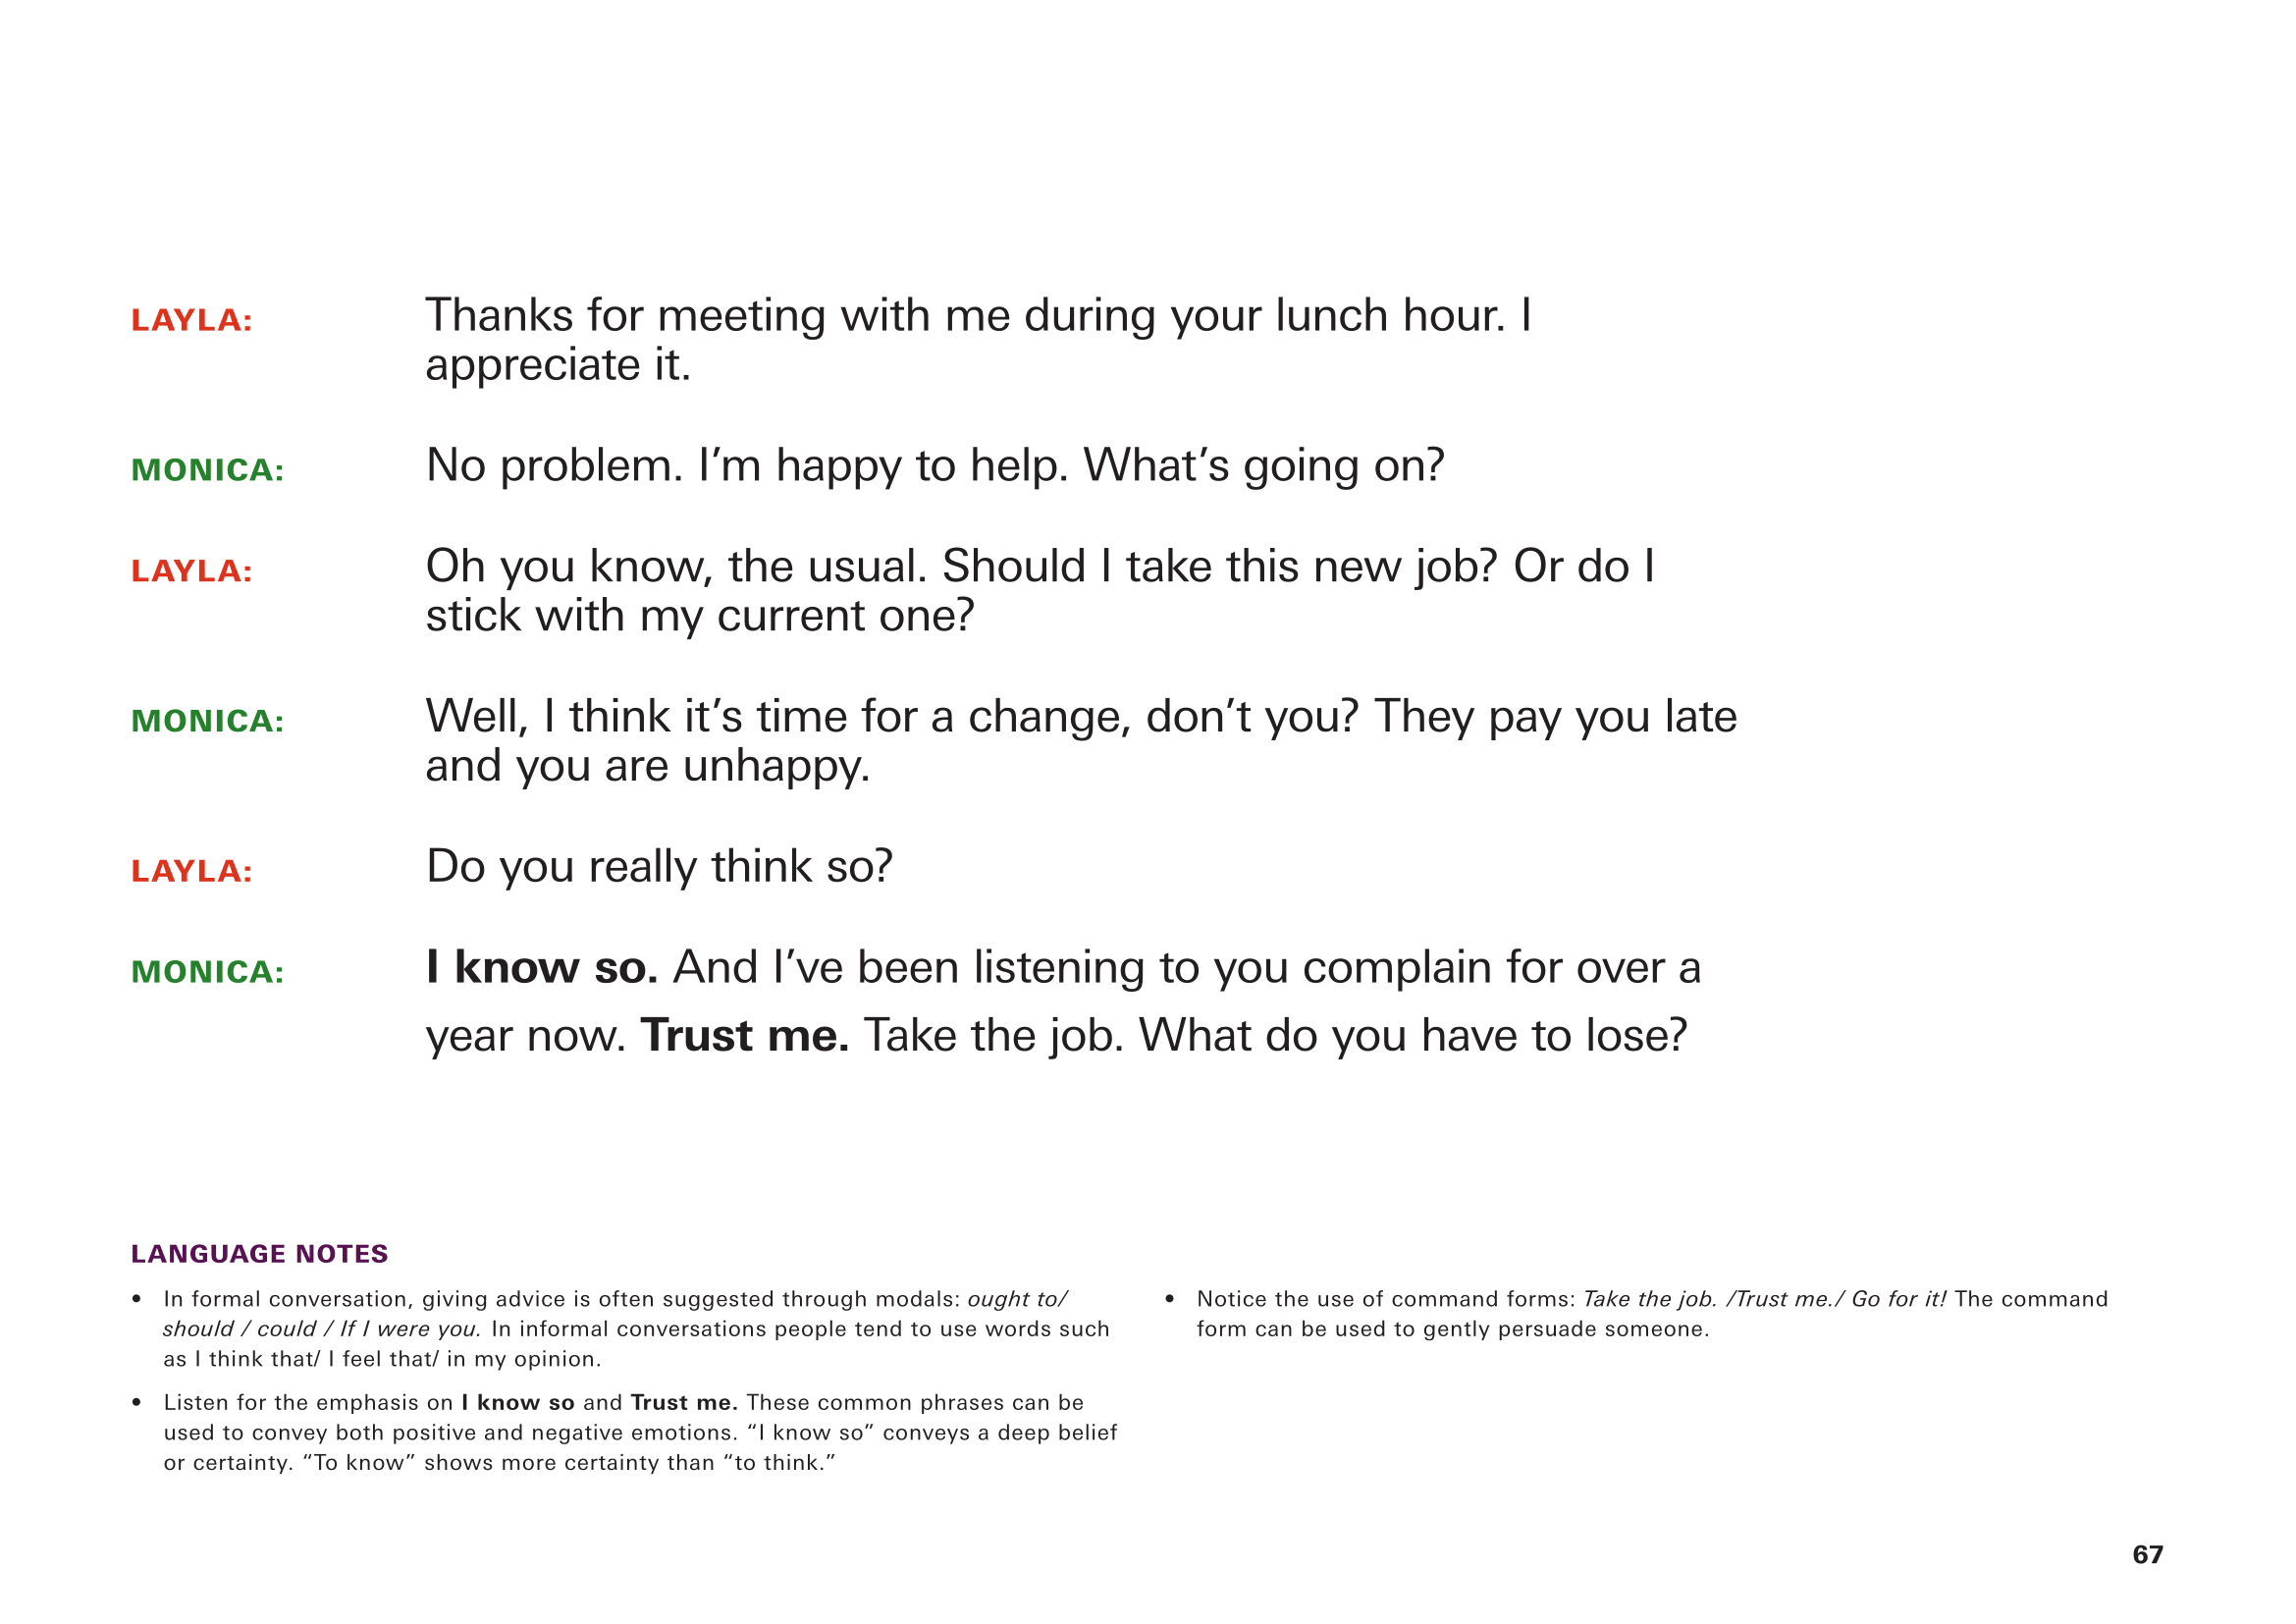 LAYLA: Thanks for meeting with me during your lunch hour. I
appreciate it.
MONICA: No problem. I’m happy to help. What’s going on?
LAYLA: Oh you know, the usual. Should I take this new job? Or do I
stick with my current one?
MONICA: Well, I think it’s time for a change, don’t you? They pay you late
and you are unhappy.
LAYLA: Do you really think so?
MONICA: I know so. And I’ve been listening to you complain for over a
year now. Trust me. Take the job. What do you have to lose?
LANGUAGE NOTES
• In formal conversation, giving advice is often suggested through modals: ought to/
should / could / If I were you. In informal conversations people tend to use words such
as I think that/ I feel that/ in my opinion.
• Listen for the emphasis on I know so and Trust me. These common phrases can be
used to convey both positive and negative emotions. “I know so” conveys a deep belief
or certainty. “To know” shows more certainty than “to think.”
• Notice the use of command forms: Take the job. /Trust me./ Go for it! The command
form can be used to gently persuade someone.
67